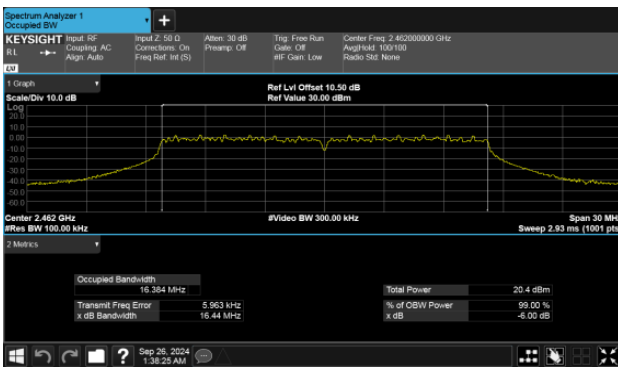 Spectrum Analyzer 1
Occupied BW
KEYSIGHT Input: RF Input Z: 50 Ω Atten: 30 dB Trig: Free Run Center Freq: 2.462000000 GHz
RL Coupling: AC Corrections: On Preamp: Off Gate: Off Avg|Hold: 100/100
Align: Auto Freq Ref: Int (S) #IF Gain: Low Radio Std: None
LXI
1 Graph Ref Lvl Offset 10.50 dB
Scale/Div 10.0 dB Ref Value 30.00 dBm
Log
20.0
10.0
0.00
-10.0
-20.0
-30.0
-40.0
-50.0
-60.0
Center 2.462 GHz #Video BW 300.00 kHz Span 30 MH
#Res BW 100.00 kHz Sweep 2.93 ms (1001 pts
2 Metrics
Occupied Bandwidth
16.384 MHz Total Power 20.4 dBm
Transmit Freq Error 5.963 kHz % of OBW Power 99.00 %
x dB Bandwidth 16.44 MHz x dB -6.00 dB
? Sep 26, 2024
1:38:25 AM